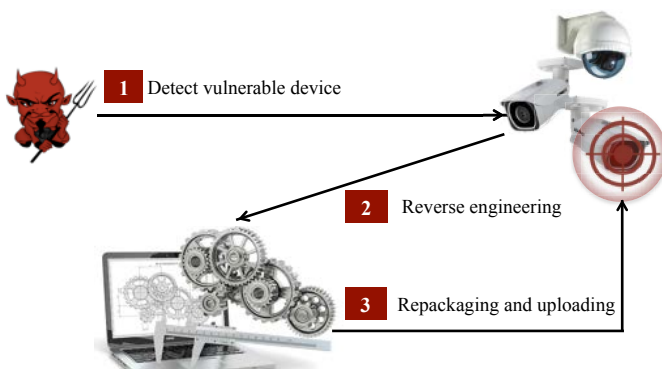 1 Detect vulnerable device
2 Reverse engineering
3 Repackaging and uploading